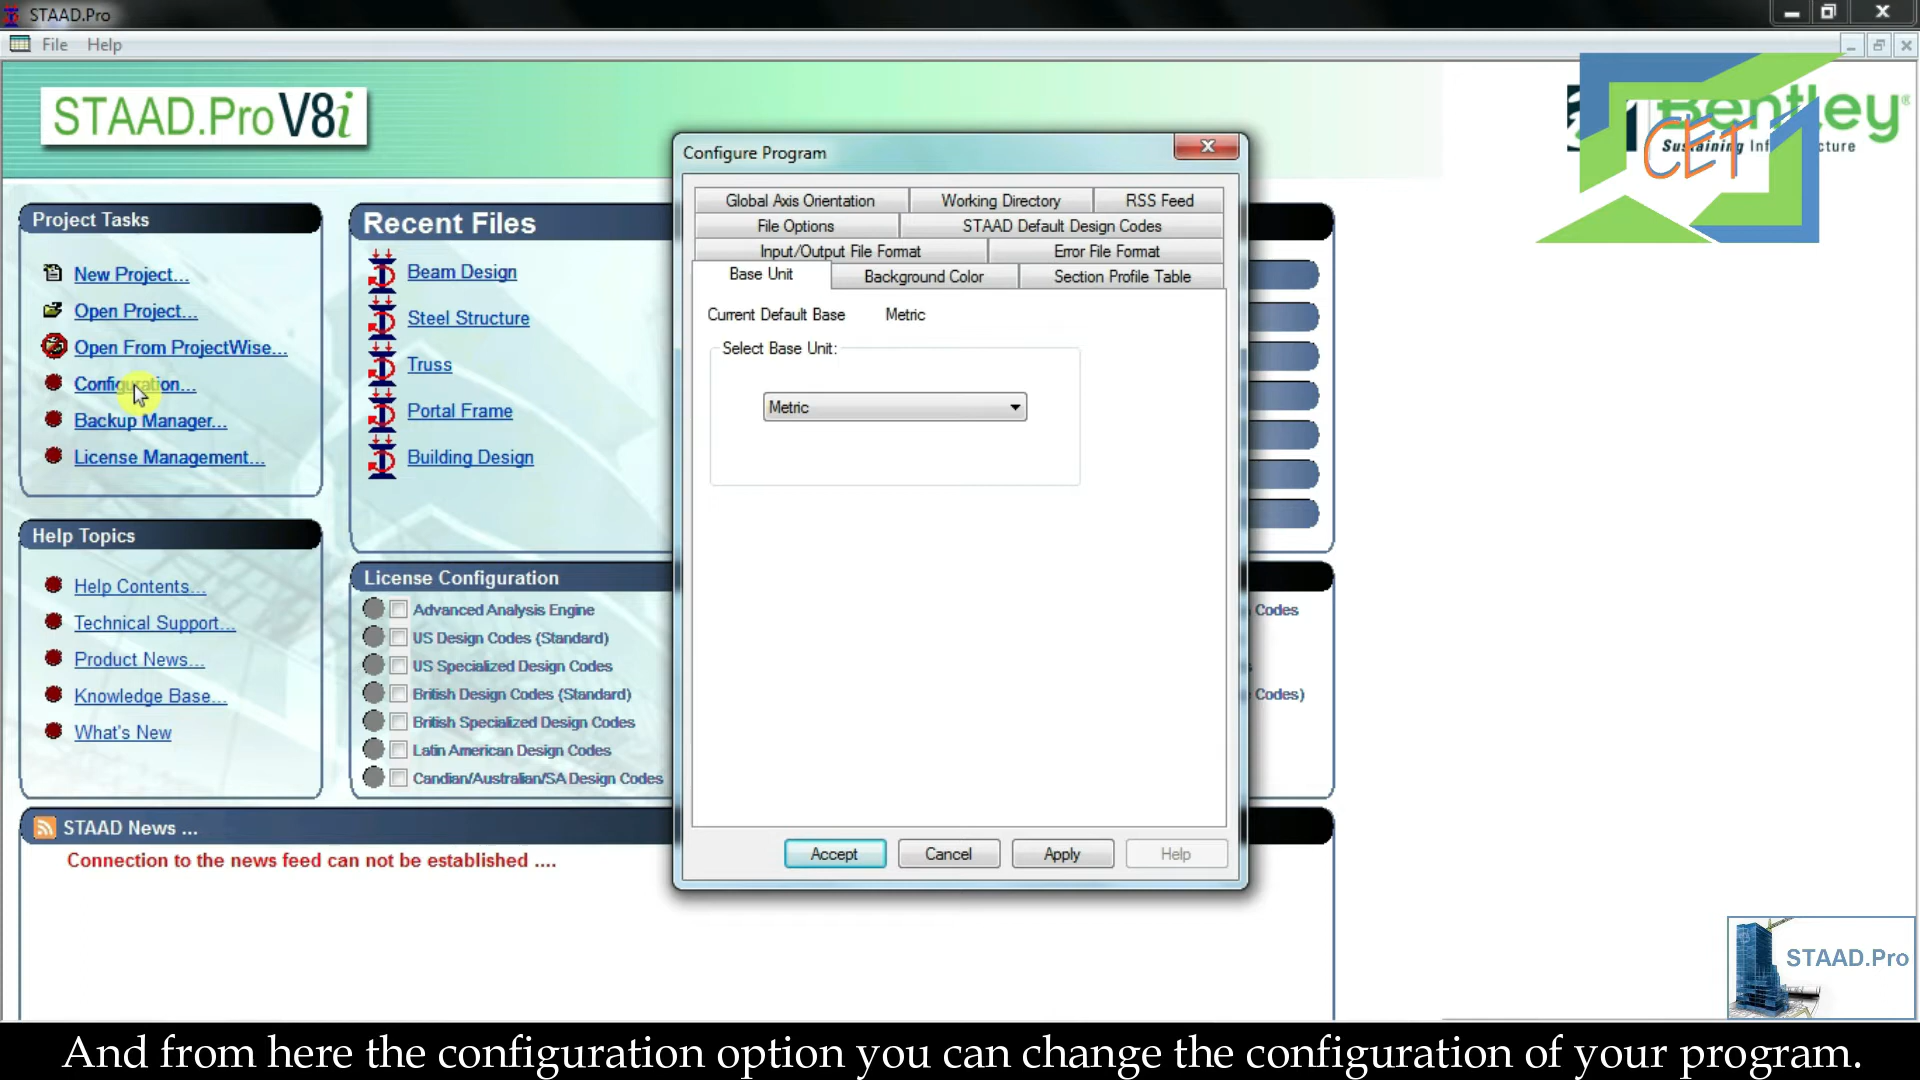 STAAD.Pro
File Help
STAAD.Pro V8i
Bentley
Sustaining
CET
Project Tasks
New Project...
Open Project...
Open From ProjectWise...
Configuration...
Backup Manager...
License Management...
Recent Files
Beam Design
Steel Structure
Truss
Portal Frame
Building Design
Help Topics
Help Contents...
Technical Support...
Product News...
Knowledge Base...
What's New
License Configuration
Advanced Analysis Engine
US Design Codes (Standard)
US Specialized Design Codes
British Design Codes (Standard)
British Specialized Design Codes
Latin American Design Codes
Candian/Australian/SA Design Codes
Codes
Codes)
STAAD News ...
Connection to the news feed can not be established ....
Configure Program
Global Axis Orientation Working Directory RSS Feed
File Options STAAD Default Design Codes
Input/Output File Format Error File Format
Base Unit Background Color Section Profile Table
Current Default Base Metric
Select Base Unit:
Metric
Accept Cancel Apply Help
STAAD.Pro
And from here the configuration option you can change the configuration of your program.